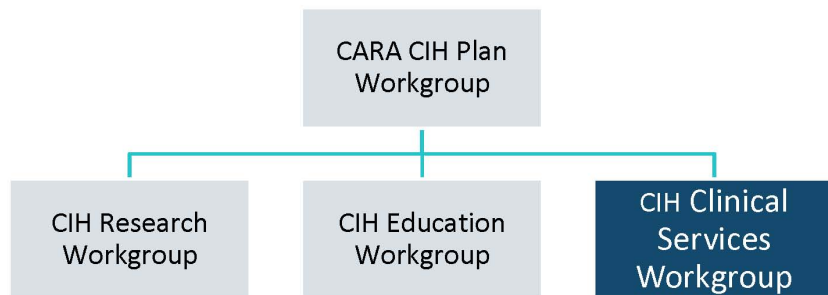 CARA CIH Plan
Workgroup
CIH Research
Workgroup
CIH Education
Workgroup
CIH Clinical
Services
Workgroup